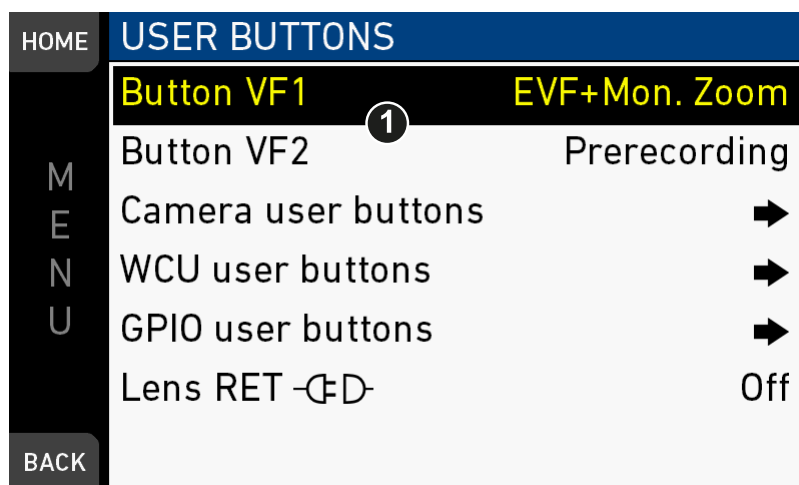 HOME USER BUTTONS
Button VF1 EVF+Mon. Zoom
1
Button VF2 Prerecording
Camera user buttons
WCU user buttons
GPIO user buttons
Lens RET Off
MENU
BACK